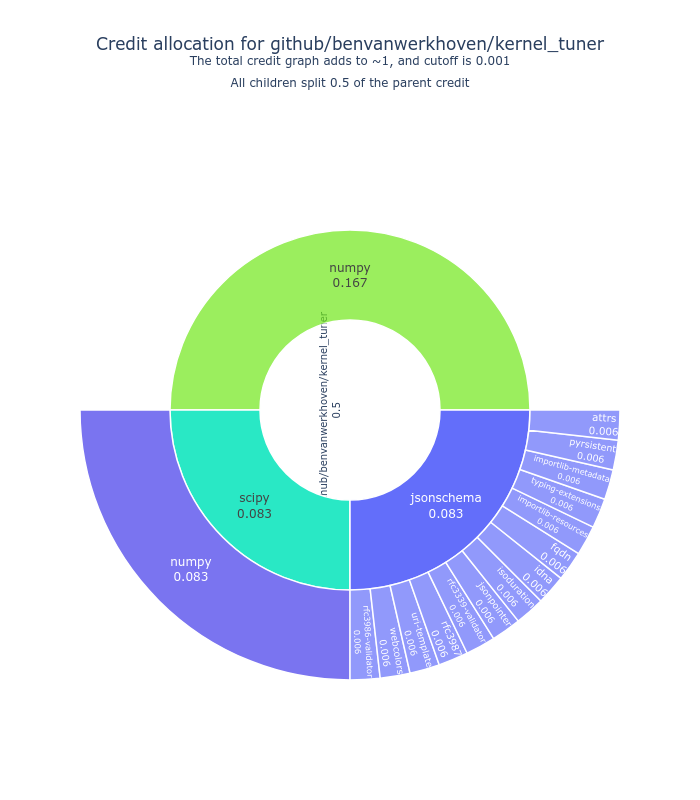 Credit allocation for github/benvanwerkhoven/kernel_tuner
The total credit graph adds to ~1, and cutoff is 0.001
All children split 0.5 of the parent credit
numpy
0.167
hub/benvanwerkhoven/kernel_tuner
0.5
scipy
0.083
jsonschema
0.083
numpy
0.083
attrs
0.006
pyrsistent
0.006
importlib-metadata
0.006
typing-extensions
0.006
importlib-resources
0.006
fqdn
0.006
idna
0.006
isoduration
0.006
jsonpointer
0.006
rfc3339-validator
0.006
rfc3987
0.006
uri-template
0.006
webcolors
0.006
rfc3986-validator
0.006